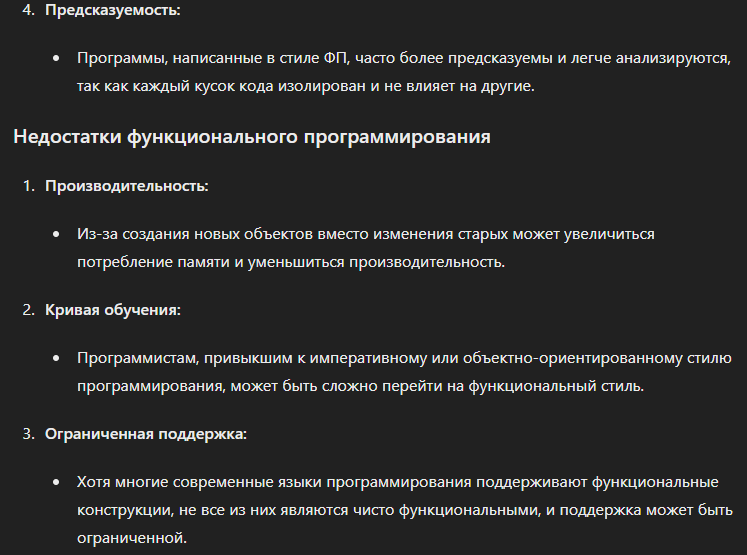 4. Предсказуемость:
• Программы, написанные в стиле ФП, часто более предсказуемы и легче анализируются,
так как каждый кусок кода изолирован и не влияет на другие.
Недостатки функционального программирования
1. Производительность:
• Из-за создания новых объектов вместо изменения старых может увеличиться
потребление памяти и уменьшиться производительность.
2. Кривая обучения:
• Программистам, привыкшим к императивному или объектно-ориентированному стилю
программирования, может быть сложно перейти на функциональный стиль.
3. Ограниченная поддержка:
• Хотя многие современные языки программирования поддерживают функциональные
конструкции, не все из них являются чисто функциональными, и поддержка может быть
ограниченной.